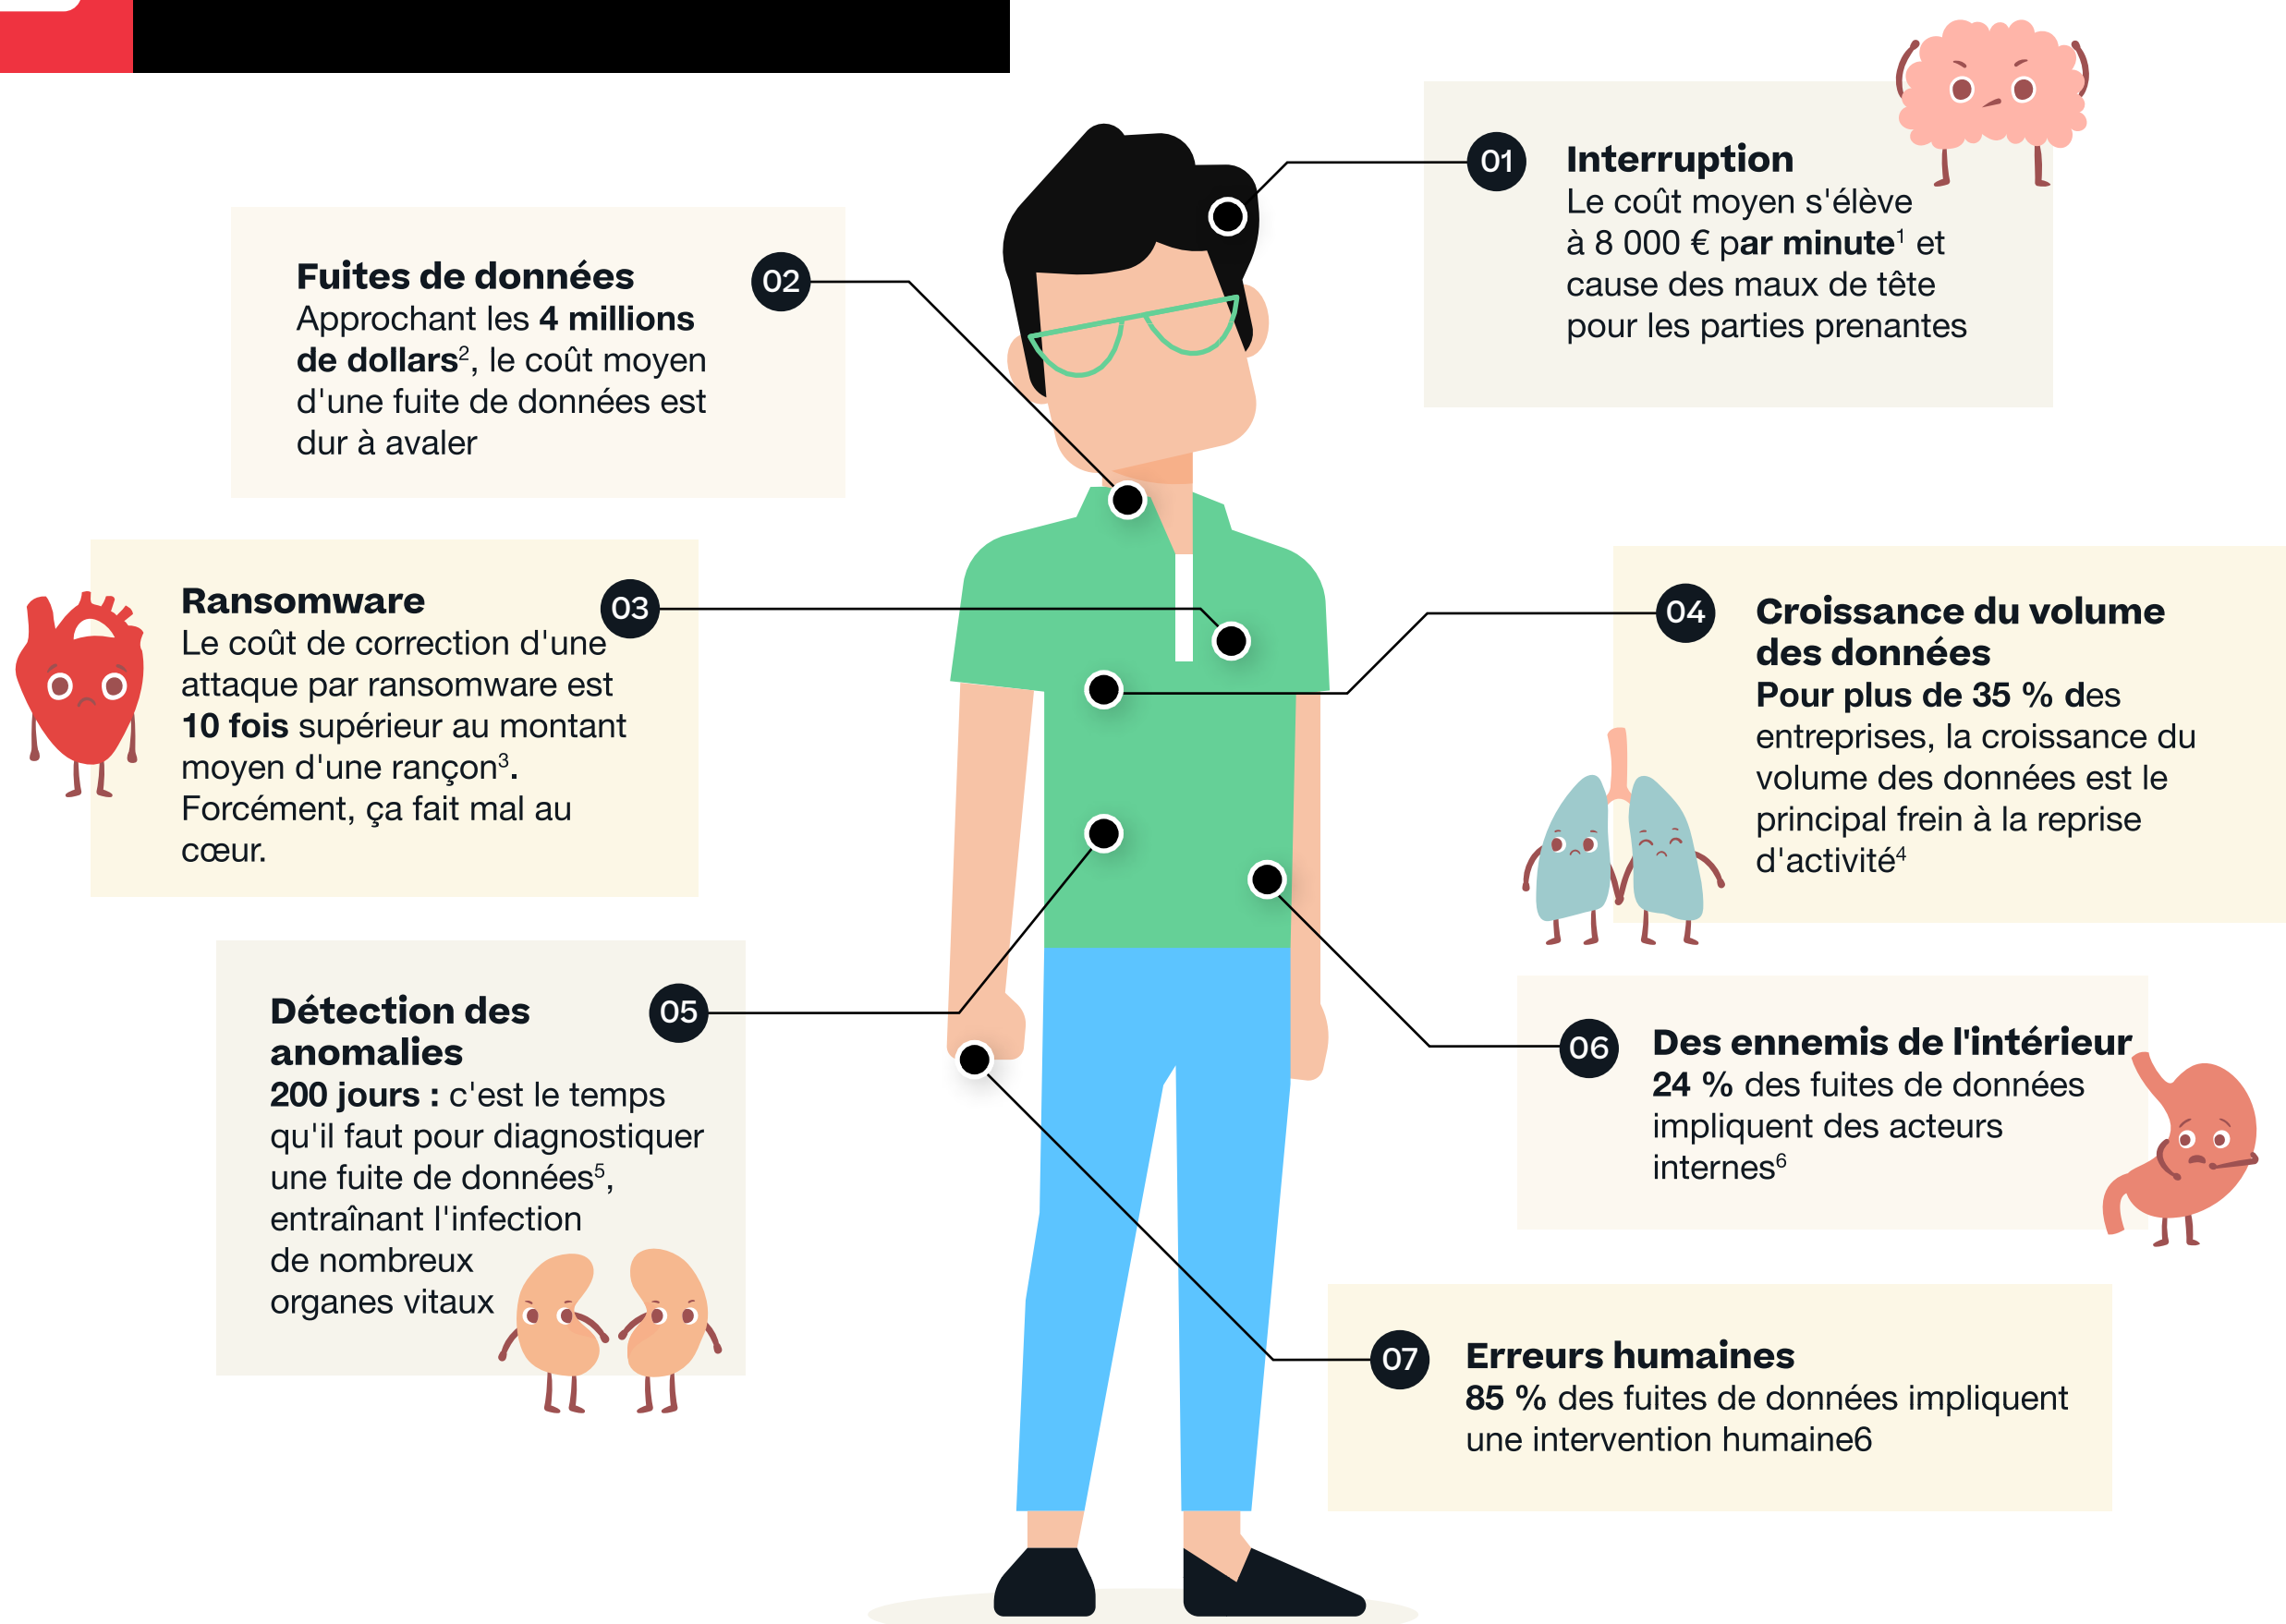 01
Interruption
Le coût moyen s'élève
à 8 000 € par minute¹ et
cause des maux de tête
pour les parties prenantes
02
Fuites de données
Approchant les 4 millions
de dollars², le coût moyen
d'une fuite de données est
dur à avaler
03
Ransomware
Le coût de correction d'une
attaque par ransomware est
10 fois supérieur au montant
moyen d'une rançon³.
Forcément, ça fait mal au
cœur.
04
Croissance du volume
des données
Pour plus de 35 % des
entreprises, la croissance du
volume des données est le
principal frein à la reprise
d'activité⁴
05
Détection des
anomalies
200 jours : c'est le temps
qu'il faut pour diagnostiquer
une fuite de données⁵,
entraînant l'infection
de nombreux
organes vitaux
06
Des ennemis de l'intérieur
24 % des fuites de données
impliquent des acteurs
internes⁶
07
Erreurs humaines
85 % des fuites de données impliquent
une intervention humaine6